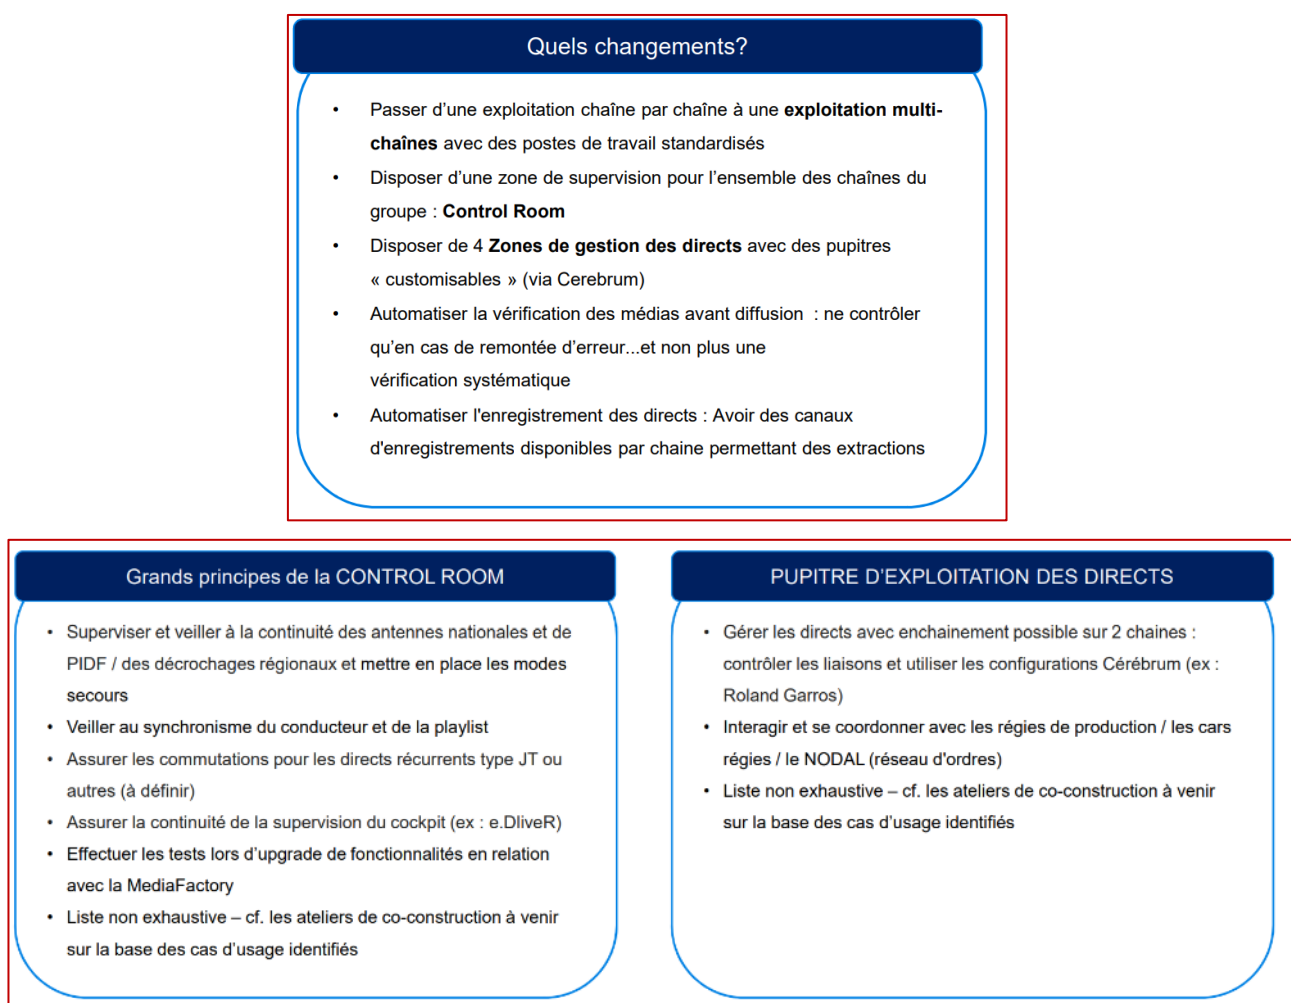 Quels changements?
• Passer d’une exploitation chaîne par chaîne à une exploitation multi-
chaînes avec des postes de travail standardisés
• Disposer d’une zone de supervision pour l’ensemble des chaînes du
groupe : Control Room
• Disposer de 4 Zones de gestion des directs avec des pupitres
« customisables » (via Cerebrum)
• Automatiser la vérification des médias avant diffusion : ne contrôler
qu’en cas de remontée d’erreur...et non plus une
vérification systématique
• Automatiser l'enregistrement des directs : Avoir des canaux
d'enregistrements disponibles par chaine permettant des extractions
Grands principes de la CONTROL ROOM
• Superviser et veiller à la continuité des antennes nationales et de
PIDF / des décrochages régionaux et mettre en place les modes
secours
• Veiller au synchronisme du conducteur et de la playlist
• Assurer les commutations pour les directs récurrents type JT ou
autres (à définir)
• Assurer la continuité de la supervision du cockpit (ex : e.DliveR)
• Effectuer les tests lors d’upgrade de fonctionnalités en relation
avec la MediaFactory
• Liste non exhaustive – cf. les ateliers de co-construction à venir
sur la base des cas d’usage identifiés
PUPITRE D’EXPLOITATION DES DIRECTS
• Gérer les directs avec enchainement possible sur 2 chaines :
contrôler les liaisons et utiliser les configurations Cérébrum (ex :
Roland Garros)
• Interagir et se coordonner avec les régies de production / les cars
régies / le NODAL (réseau d'ordres)
• Liste non exhaustive – cf. les ateliers de co-construction à venir
sur la base des cas d’usage identifiés